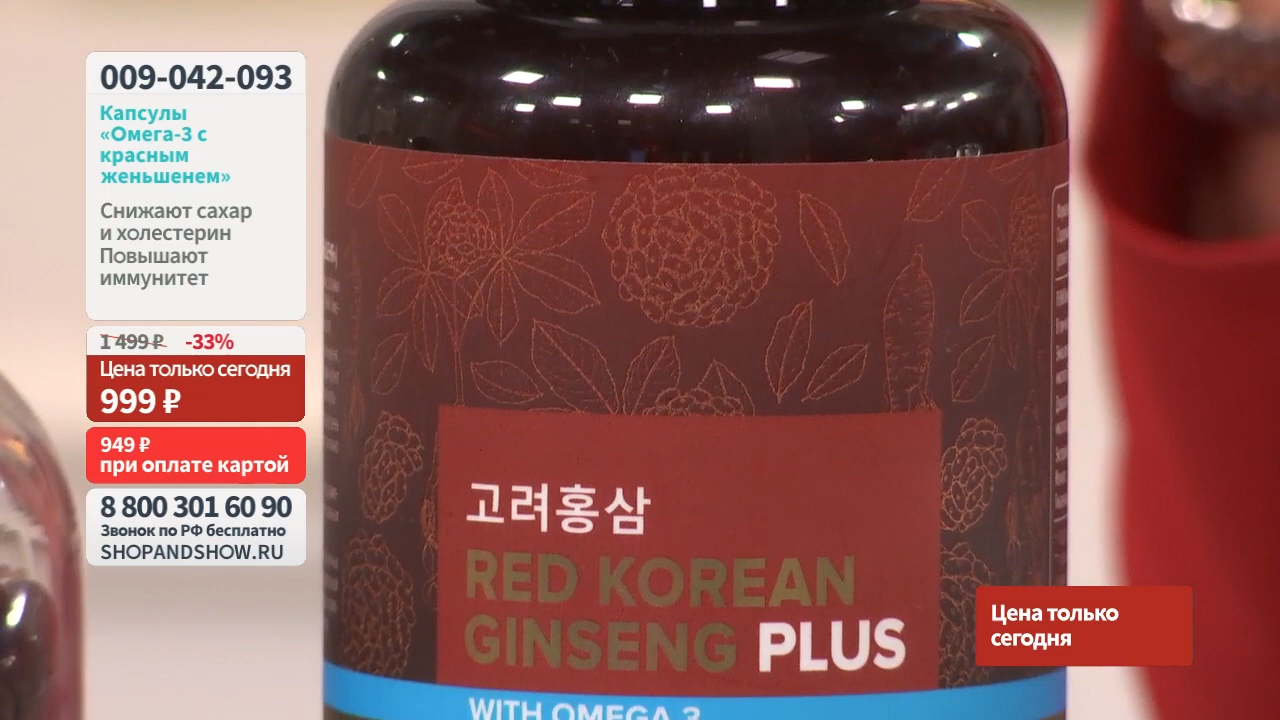 009-042-093
Капсулы
«Омега-3 с
красным
женьшенем»
Снижают сахар
и холестерин
Повышают
иммунитет
1 499 ₽ -33%
Цена только сегодня
999 ₽
949 ₽
при оплате картой
8 800 301 60 90
Звонок по РФ бесплатно
SHOPANDSHOW.RU
고려홍삼
RED KOREAN
GINSENG PLUS
WITH OMEGA 3
Цена только
сегодня